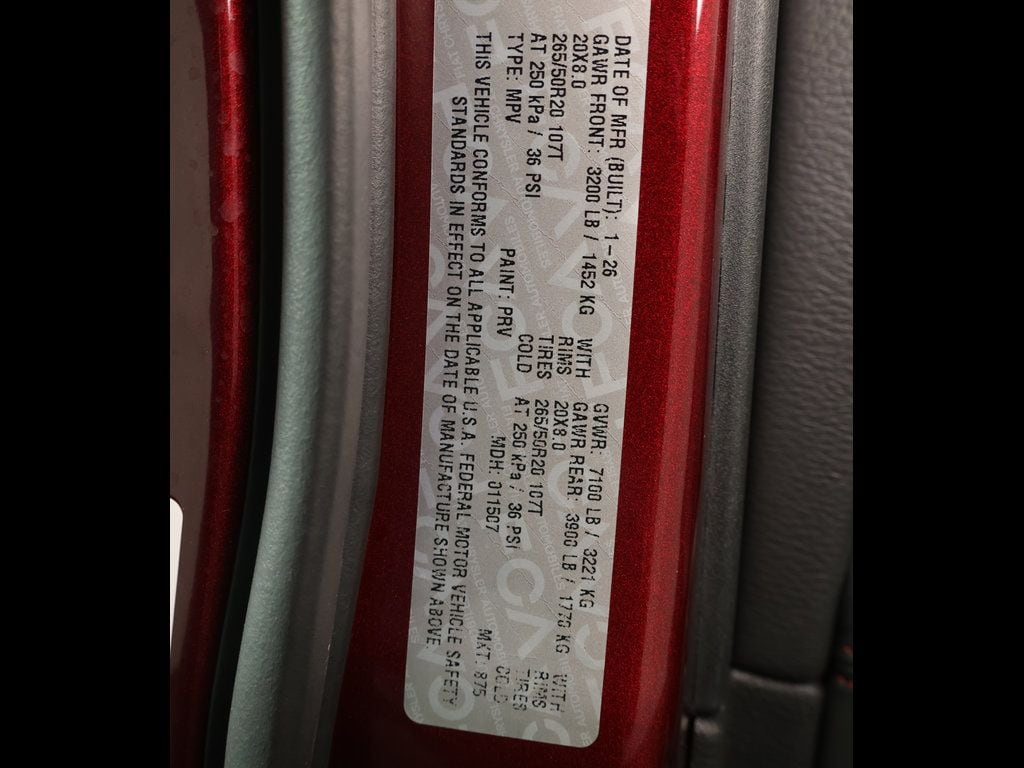 DATE OF MFR (BUILT): 1-26 GVWR: 7100 LB / 3221 KG
GAWR FRONT: 3200 LB / 1452 KG WITH GAWR REAR: 3900 LB / 1770 KG WITH
20X8.0 RIMS 20X8.0 RIMS
265/50R20 107T TIRES 265/50R20 107T TIRES
AT 250 kPa / 36 PSI COLD AT 250 kPa / 36 PSI COLD
TYPE: MPV PAINT: PRV MDH: 011507 MXT: 875
THIS VEHICLE CONFORMS TO ALL APPLICABLE U.S.A. FEDERAL MOTOR VEHICLE SAFETY
STANDARDS IN EFFECT ON THE DATE OF MANUFACTURE SHOWN ABOVE.